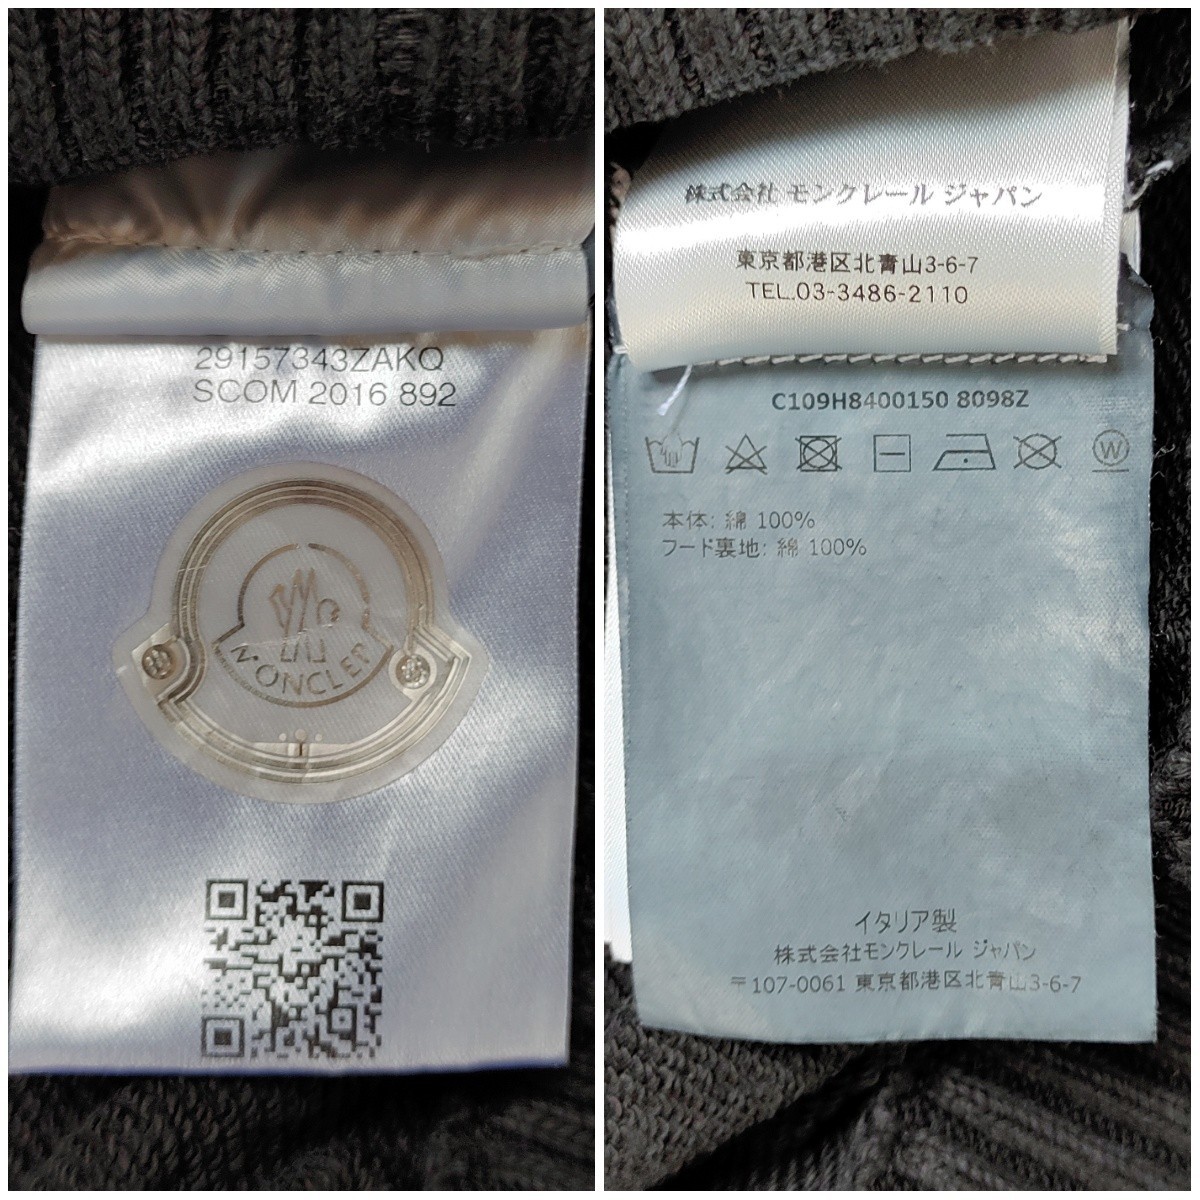 29157343ZAKQ
SCOM 2016 892
MONCLER
株式会社 モンクレール ジャパン
東京都港区北青山3-6-7
TEL.03-3486-2110
C109H8400150 8098Z
W
本体: 綿 100%
フード裏地: 綿 100%
イタリア製
株式会社モンクレール ジャパン
〒107-0061 東京都港区北青山3-6-7